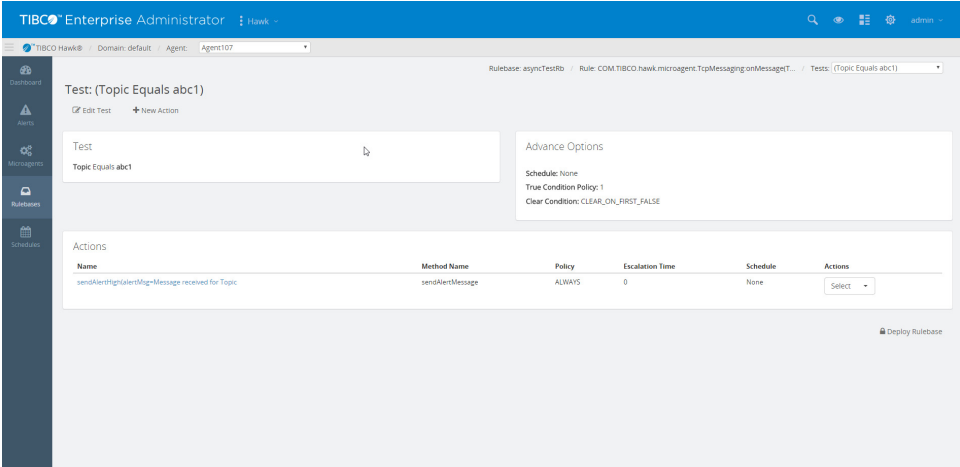 TIBCO™ Enterprise Administrator Hawk admin
TIBCO Hawk® / Domain: default / Agent: Agent107
Dashboard
Alerts
Microagents
Rulebases
Schedules
Rulebase: asyncTestRb / Rule: COM.TIBCO.hawk.microagent.TcpMessaging:onMessage(T... / Tests: (Topic Equals abc1)
Test: (Topic Equals abc1)
Edit Test New Action
Test
Topic Equals abc1
Advance Options
Schedule: None
True Condition Policy: 1
Clear Condition: CLEAR_ON_FIRST_FALSE
Actions
Name Method Name Policy Escalation Time Schedule Actions
sendAlertHigh(alertMsg=Message received for Topic sendAlertMessage ALWAYS 0 None Select
Deploy Rulebase